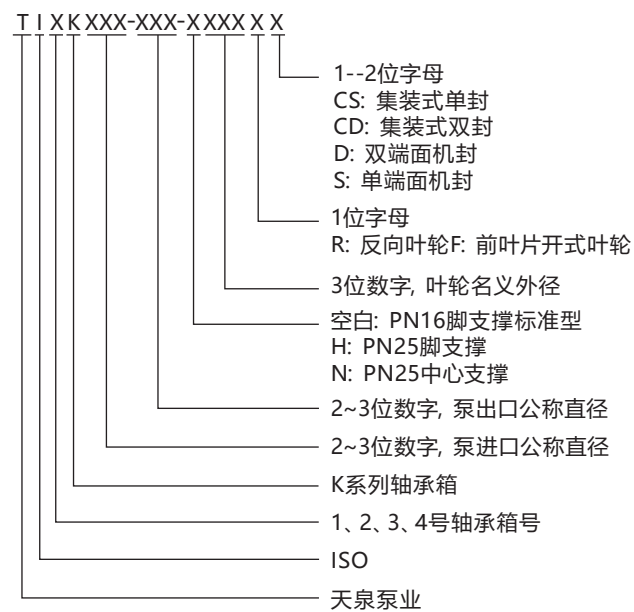 T I X K XXX-XXX-X XXX X X
1--2位字母
CS: 集装式单封
CD: 集装式双封
D: 双端面机封
S: 单端面机封
1位字母
R: 反向叶轮F: 前叶片开式叶轮
3位数字, 叶轮名义外径
空白: PN16脚支撑标准型
H: PN25脚支撑
N: PN25中心支撑
2~3位数字, 泵出口公称直径
2~3位数字, 泵进口公称直径
K系列轴承箱
1、2、3、4号轴承箱号
ISO
天泉泵业